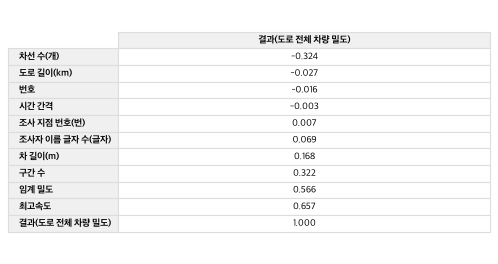 결과(도로 전체 차량 밀도)
차선 수(개) -0.324
도로 길이(km) -0.027
번호 -0.016
시간 간격 -0.003
조사 지점 번호(번) 0.007
조사자 이름 글자 수(글자) 0.069
차 길이(m) 0.168
구간 수 0.322
임계 밀도 0.566
최고속도 0.657
결과(도로 전체 차량 밀도) 1.000